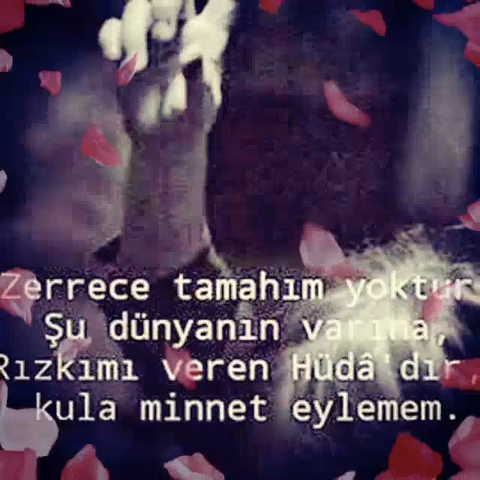 Zerrece tamahım yoktur
Şu dünyanın varına,
Rızkımı veren Hüdâ'dır,
kula minnet eylemem.